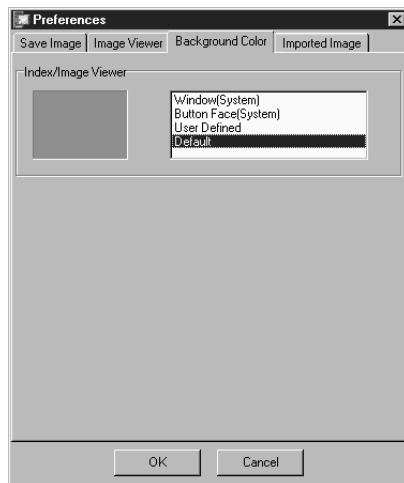 Preferences
Save Image Image Viewer Background Color Imported Image
Index/Image Viewer
Window(System)
Button Face(System)
User Defined
Default
OK Cancel